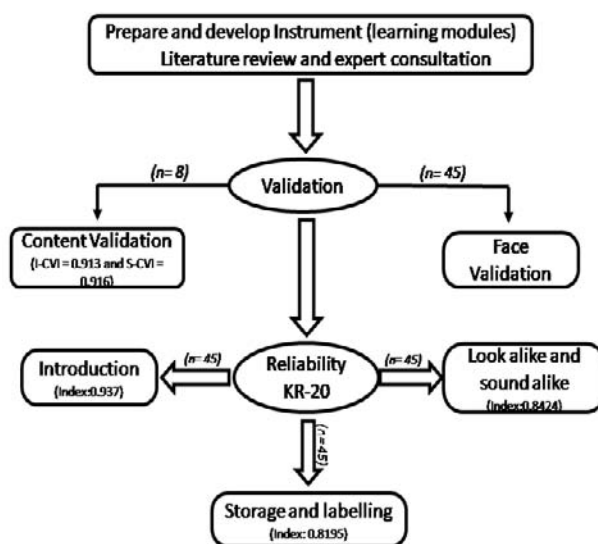 Prepare and develop Instrument (learning modules)
Literature review and expert consultation
(n= 8)
Validation
(n= 45)
Content Validation
(I-CVI = 0.913 and S-CVI =
0.916)
Face
Validation
Introduction
(Index:0.937)
(n=45)
Reliability
KR-20
(n=45)
Look alike and
sound alike
(Index:0.8424)
(n=45)
Storage and labelling
(Index: 0.8195)